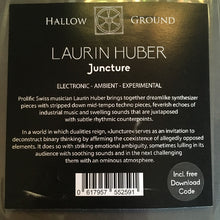 HALLOW GROUND
LAURIN HUBER
Juncture
ELECTRONIC - AMBIENT - EXPERIMENTAL
Prolific Swiss musician Laurin Huber brings together dreamlike synthesizer
pieces with stripped down mid-tempo techno pieces, feverish echoes of
industrial music and swelling sounds that are juxtaposed
with subtle rhythmic counterpoints.
In a world in which dualities reign, »Juncture« serves as an invitation to
deconstruct binary thinking by affirming the coexistence of allegedly opposed
elements. It does so with striking emotional ambiguity, sometimes lulling in its
audience with soothing sounds and in the next challenging
them with an ominous atmosphere.
Incl. free
Download
Code
0 617957 552591